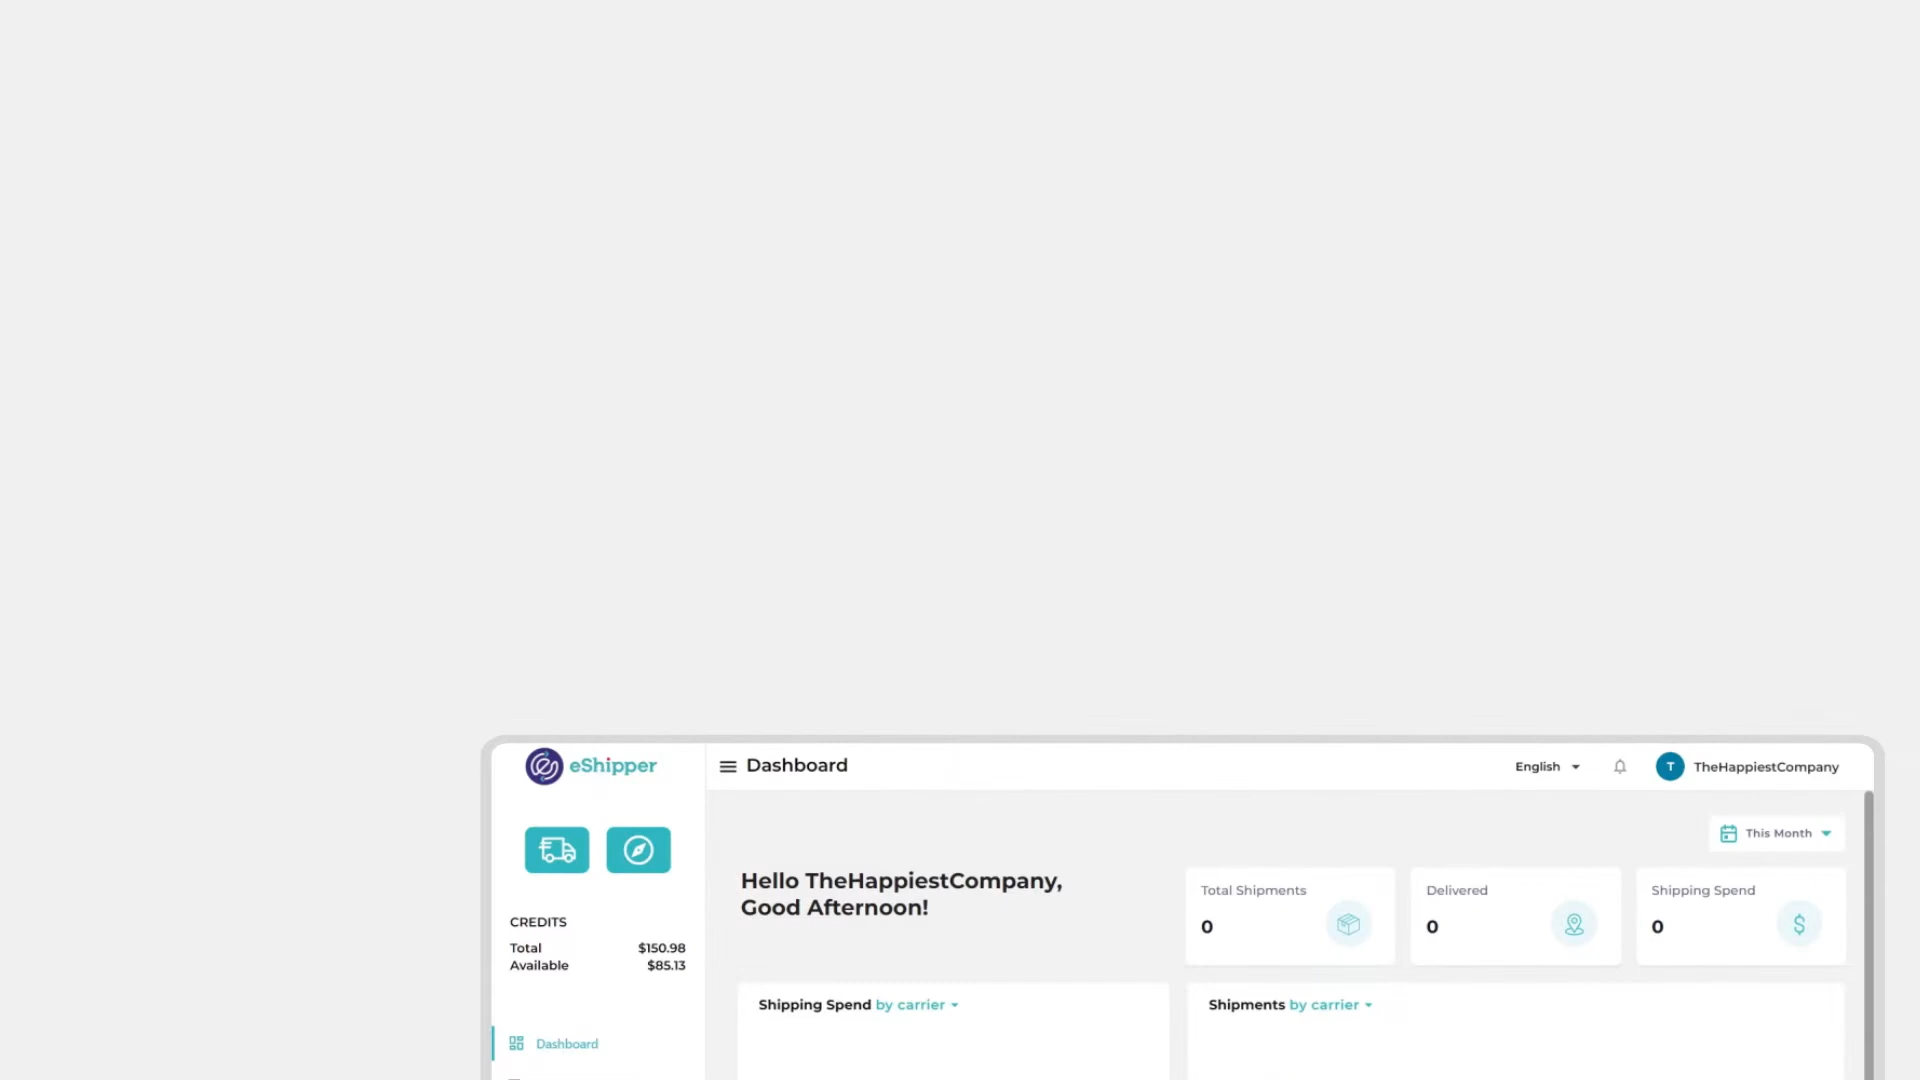 eShipper
Dashboard
English
T
TheHappiestCompany
This Month
Hello TheHappiestCompany,
Good Afternoon!
Total Shipments
0
Delivered
0
Shipping Spend
0
CREDITS
Total $150.98
Available $85.13
Shipping Spend by carrier
Shipments by carrier
Dashboard